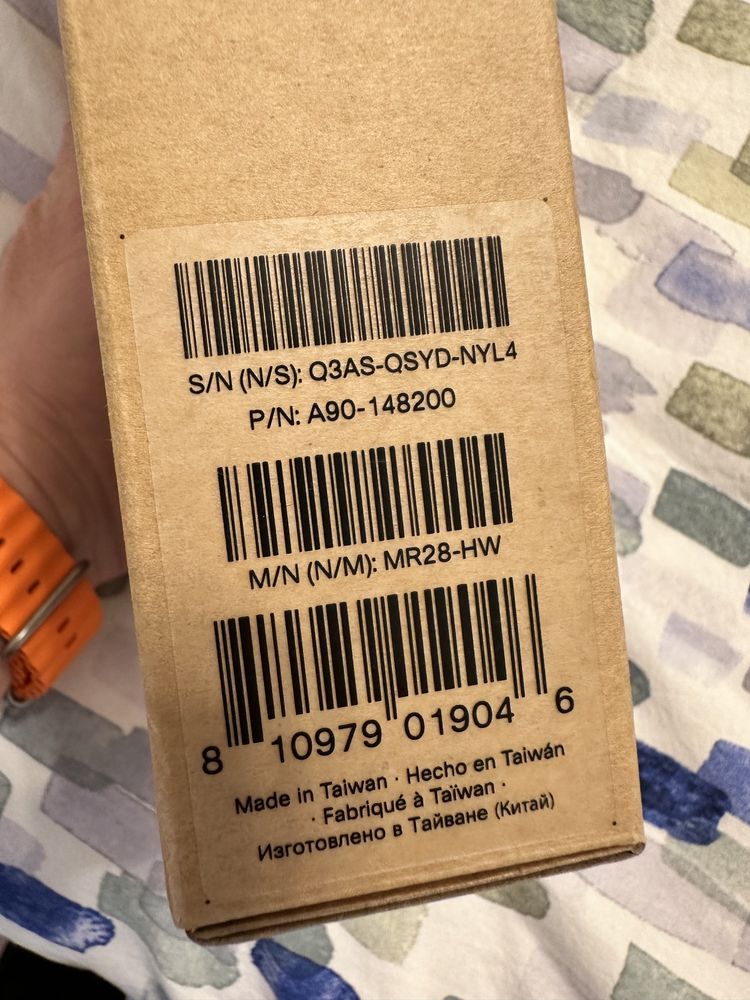 S/N (N/S): Q3AS-QSYD-NYL4
P/N: A90-148200
M/N (N/M): MR28-HW
8 10979 01904 6
Made in Taiwan · Hecho en Taiwán
· Fabriqué à Taïwan ·
Изготовлено в Тайване (Китай)